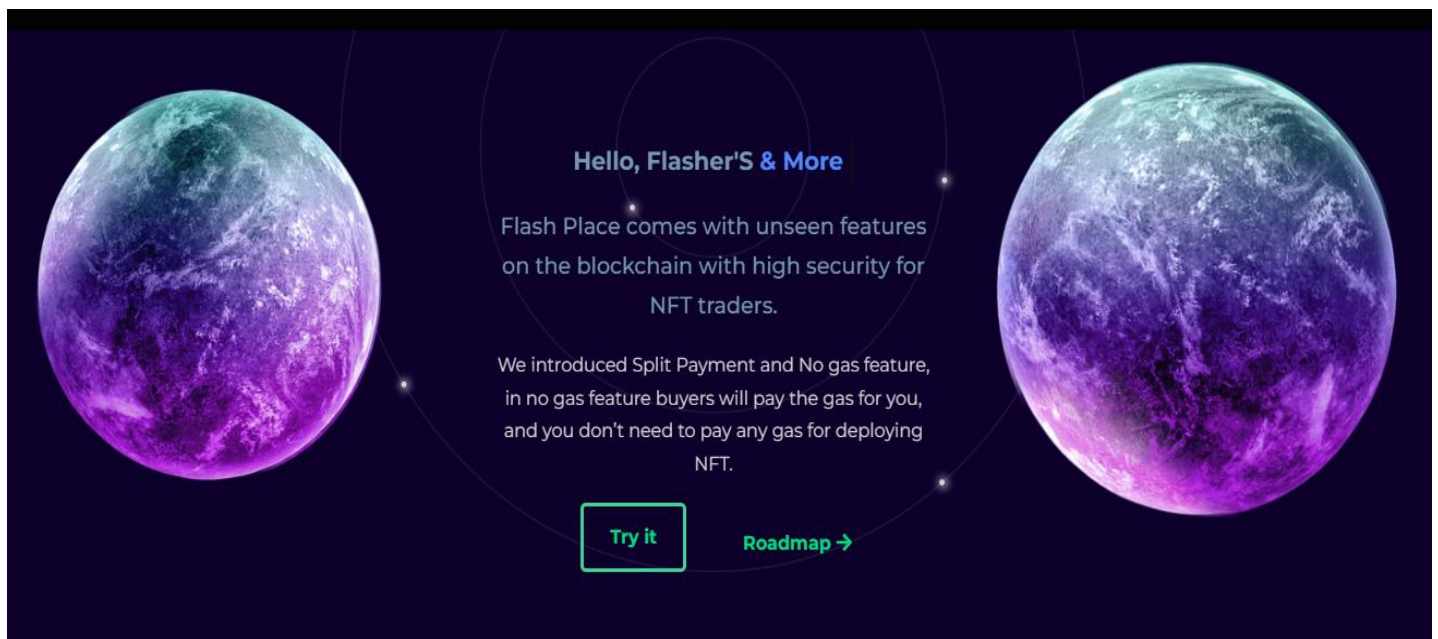 Hello, Flasher'S & More
Flash Place comes with unseen features
on the blockchain with high security for
NFT traders.
We introduced Split Payment and No gas feature,
in no gas feature buyers will pay the gas for you,
and you don’t need to pay any gas for deploying
NFT.
Try it
Roadmap →